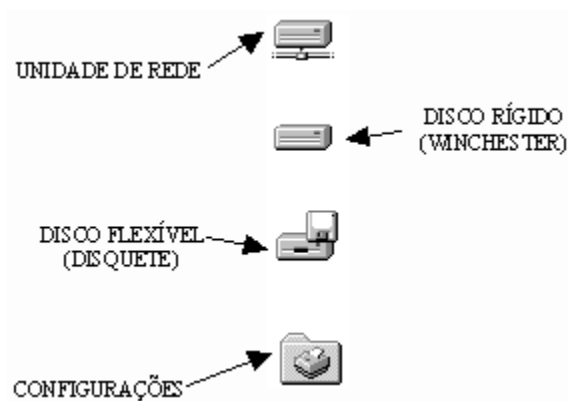 UNIDADE DE REDE
DISCO RÍGIDO
(WINCHESTER)
DISCO FLEXÍVEL
(DISQUETE)
CONFIGURAÇÕES